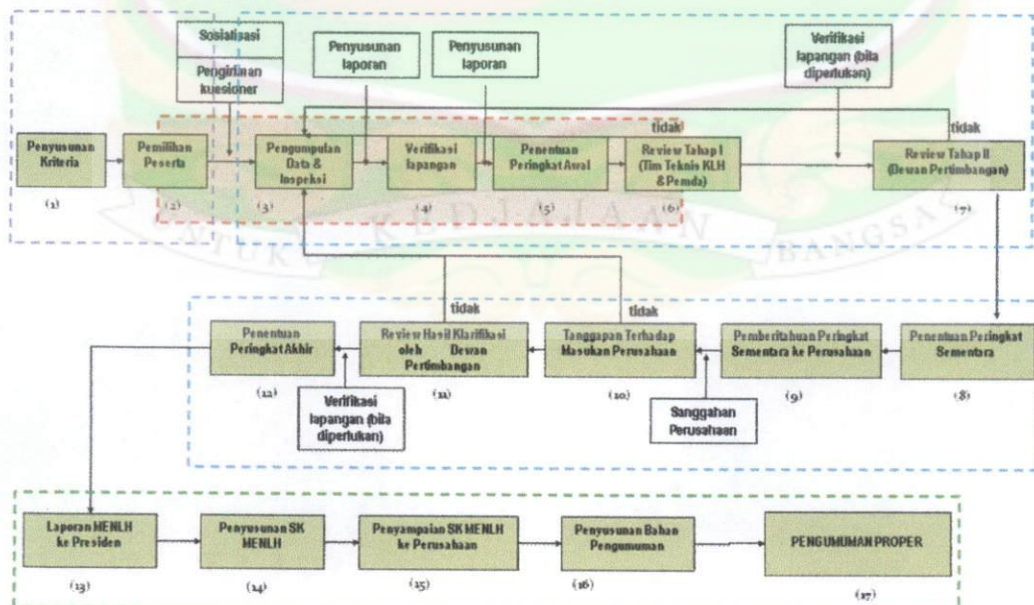 Sosialisasi
Pengiriman
kuesioner
Penyusunan
laporan
Penyusunan
laporan
Verifikasi
lapangan (bila
diperlukan)
tidak
tidak
Penyusunan
Kriteria
(1)
Pemilihan
Peserta
(2)
Pengumpulan
Data &
Inspeksi
(3)
Verifikasi
lapangan
(4)
Penentuan
Peringkat Awal
(5)
Review Tahap I
(Tim Teknis KLH
& Pemda)
(6)
Review Tahap II
(Dewan Pertimbangan)
(7)
UNTUK KEDJAJAAN BANGSA
tidak
tidak
Penentuan
Peringkat Akhir
(12)
Verifikasi
lapangan (bila
diperlukan)
Review Hasil Klarifikasi
oleh Dewan
Pertimbangan
(11)
Tanggapan Terhadap
Masukan Perusahaan
(10)
Sanggahan
Perusahaan
Pemberitahuan Peringkat
Sementara ke Perusahaan
(9)
Penentuan Peringkat
Sementara
(8)
Laporan MENLH
ke Presiden
(13)
Penyusunan SK
MENLH
(14)
Penyampaian SK MENLH
ke Perusahaan
(15)
Penyusunan Bahan
Pengumuman
(16)
PENGUMUMAN PROPER
(17)